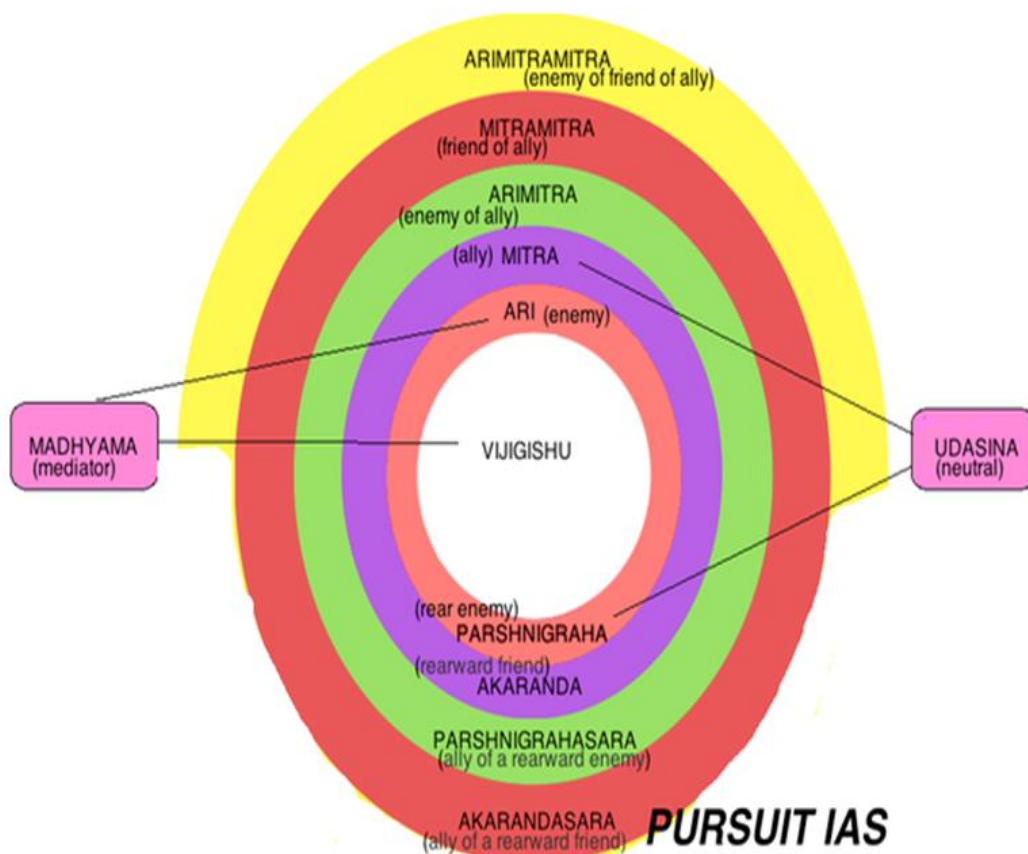 ARIMITRAMITRA
(enemy of friend of ally)
MITRAMITRA
(friend of ally)
ARIMITRA
(enemy of ally)
(ally) MITRA
ARI (enemy)
MADHYAMA
(mediator)
VIJIGISHU
UDASINA
(neutral)
(rear enemy)
PARSHNIGRAHA
(rearward friend)
AKARANDA
PARSHNIGRAHASARA
(ally of a rearward enemy)
AKARANDASARA
(ally of a rearward friend)
PURSUIT IAS